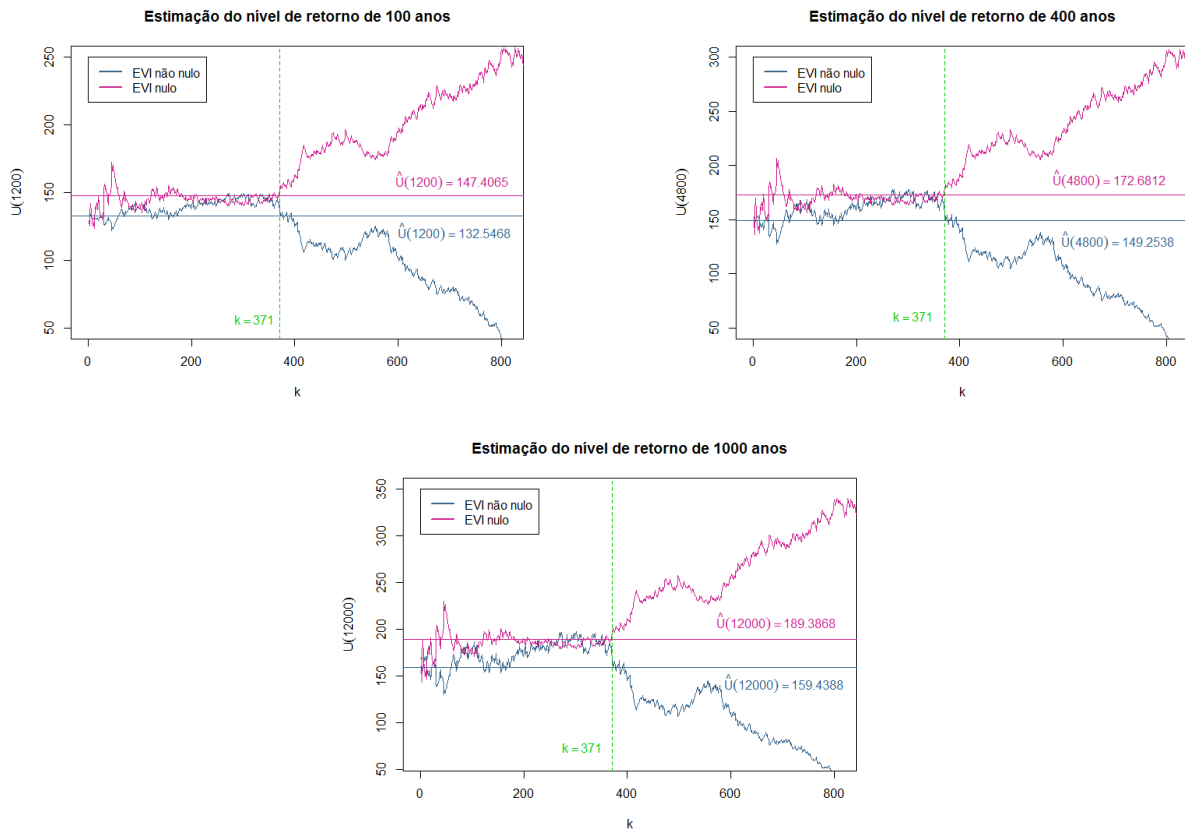 Estimação do nível de retorno de 100 anos
U(1200)
250
200
150
100
50
EVI não nulo
EVI nulo
Û(1200) = 147.4065
Û(1200) = 132.5468
k = 371
0 200 400 600 800
k
Estimação do nível de retorno de 400 anos
U(4800)
300
250
200
150
100
50
EVI não nulo
EVI nulo
Û(4800) = 172.6812
Û(4800) = 149.2538
k = 371
0 200 400 600 800
k
Estimação do nível de retorno de 1000 anos
U(12000)
350
300
250
200
150
100
50
EVI não nulo
EVI nulo
Û(12000) = 189.3868
Û(12000) = 159.4388
k = 371
0 200 400 600 800
k